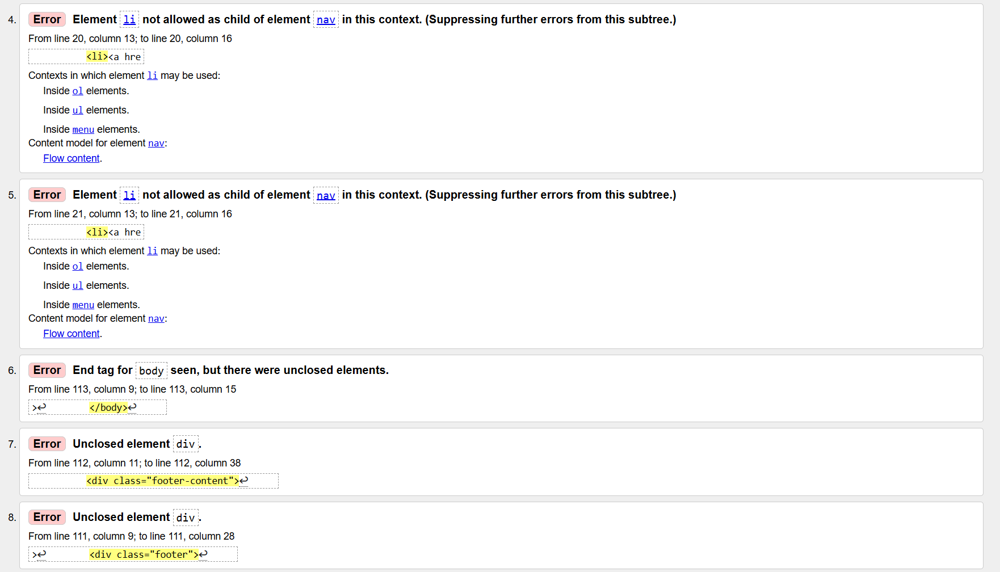 4. Error Element li not allowed as child of element nav in this context. (Suppressing further errors from this subtree.)
From line 20, column 13; to line 20, column 16
<li><a hre
Contexts in which element li may be used:
Inside ol elements.
Inside ul elements.
Inside menu elements.
Content model for element nav:
Flow content.
5. Error Element li not allowed as child of element nav in this context. (Suppressing further errors from this subtree.)
From line 21, column 13; to line 21, column 16
<li><a hre
Contexts in which element li may be used:
Inside ol elements.
Inside ul elements.
Inside menu elements.
Content model for element nav:
Flow content.
6. Error End tag for body seen, but there were unclosed elements.
From line 113, column 9; to line 113, column 15
>↩ </body>↩
7. Error Unclosed element div.
From line 112, column 11; to line 112, column 38
<div class="footer-content">↩
8. Error Unclosed element div.
From line 111, column 9; to line 111, column 28
>↩ <div class="footer">↩